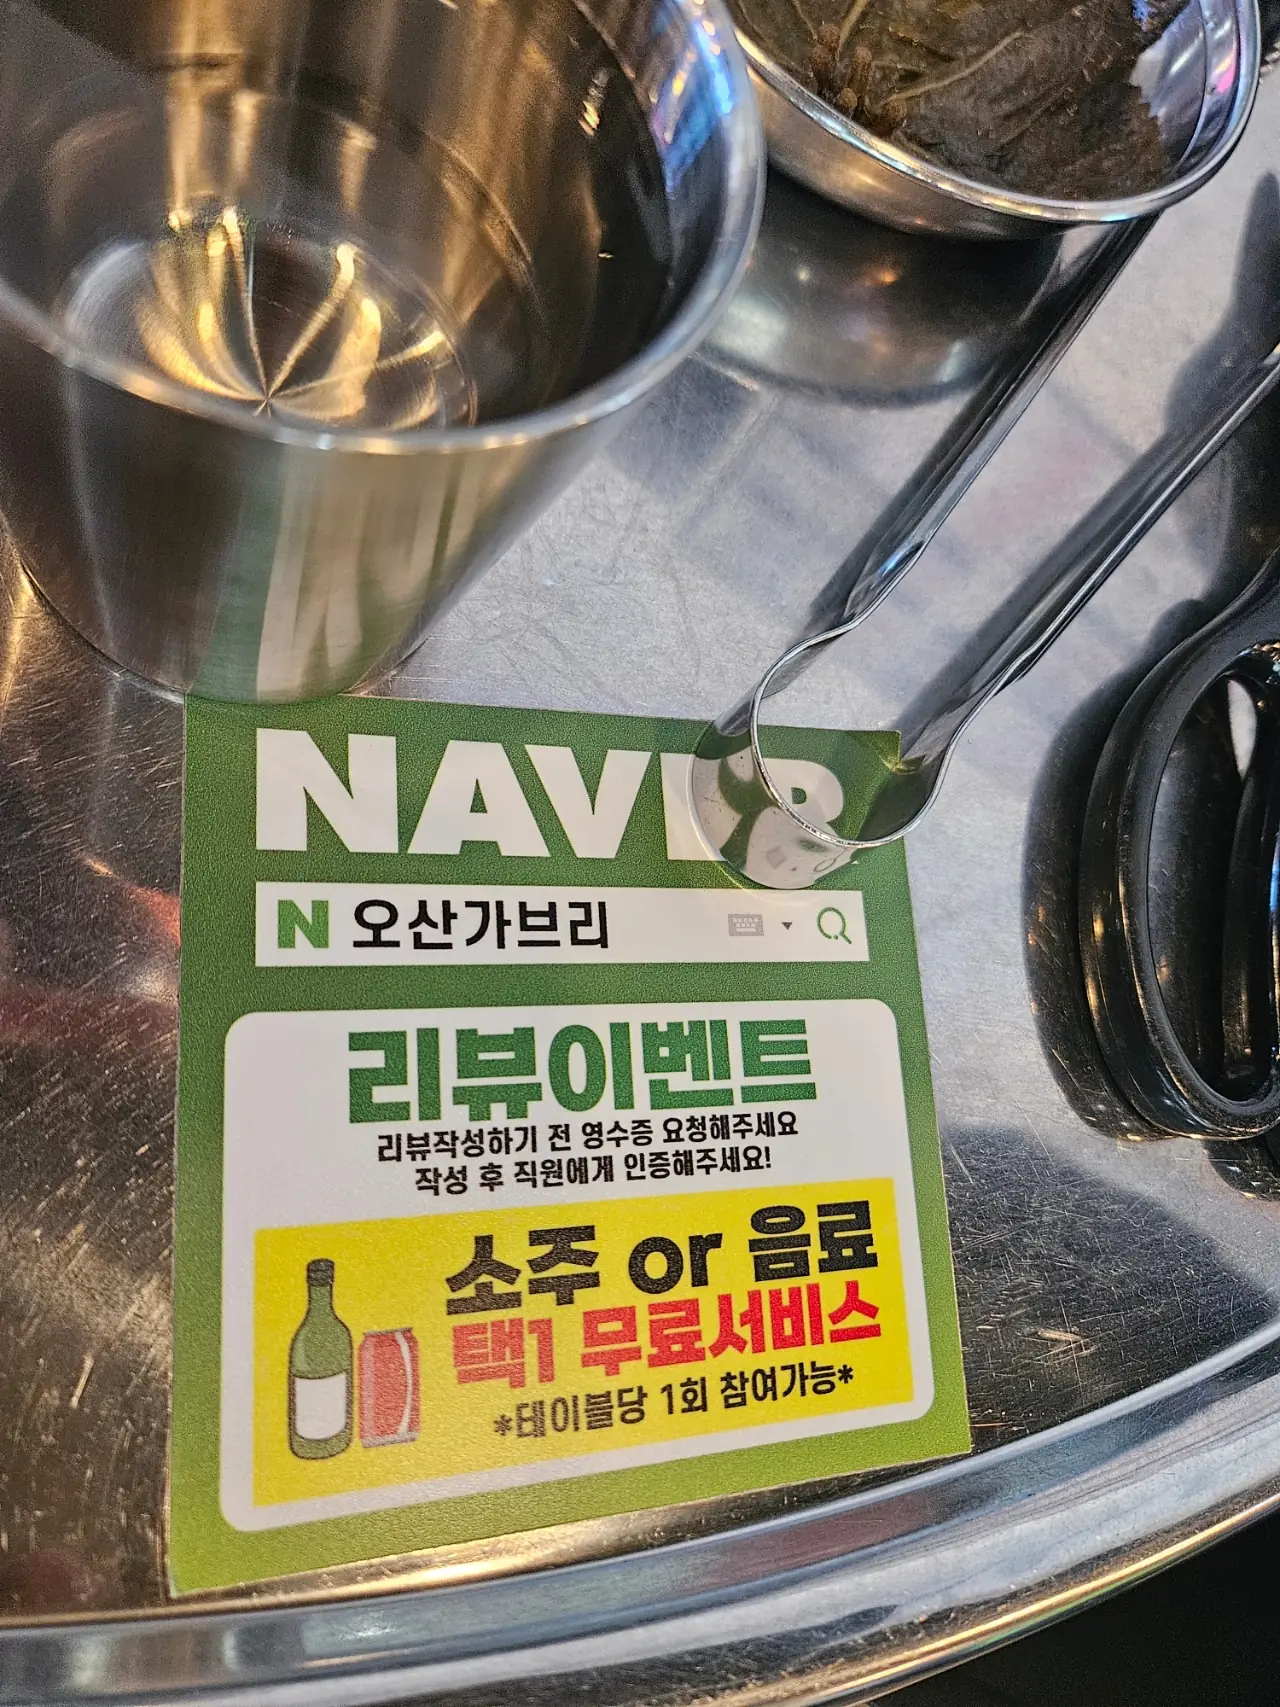 NAVER
N 오산가브리
리뷰이벤트
리뷰작성하기 전 영수증 요청해주세요
작성 후 직원에게 인증해주세요!
소주 or 음료
택1 무료서비스
*테이블당 1회 참여가능*